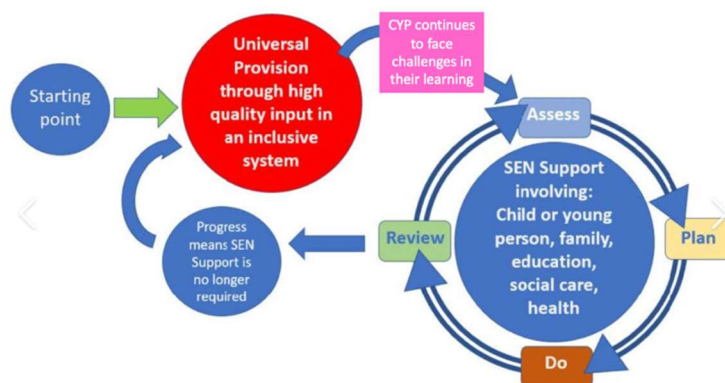 Starting
point
Universal
Provision
through high
quality input in
an inclusive
system
CYP continues
to face
challenges in
their learning
Assess
SEN Support
involving:
Child or young
person, family,
education,
social care,
health
Plan
Do
Review
Progress
means SEN
Support is
no longer
required